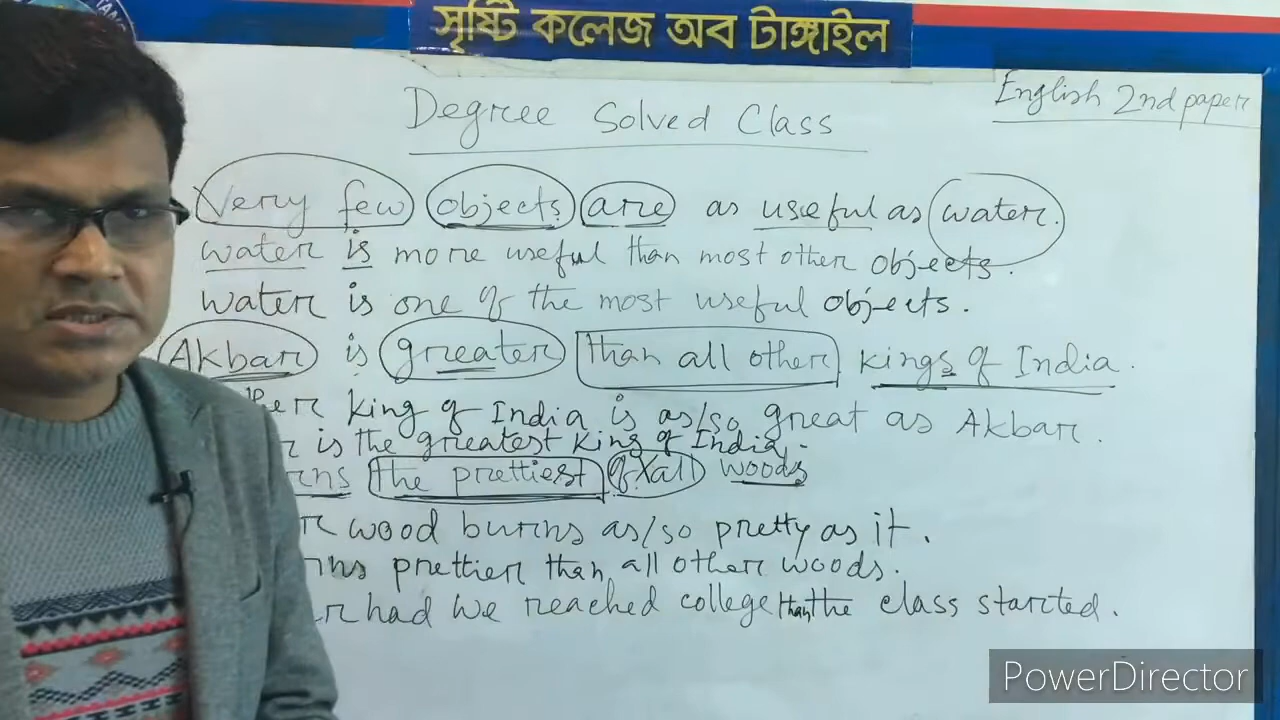 সৃষ্টি কলেজ অব টাঙ্গাইল
English 2nd paper
Degree Solved Class
Very few objects are as useful as water.
water is more useful than most other objects.
water is one of the most useful objects.
Akbar is greater than all other kings of India.
king of India is as/so great as Akbar.
is the greatest king of India.
the prettiest of all woods
wood burns as/so pretty as it.
prettier than all other woods.
had we reached college than the class started.
PowerDirector